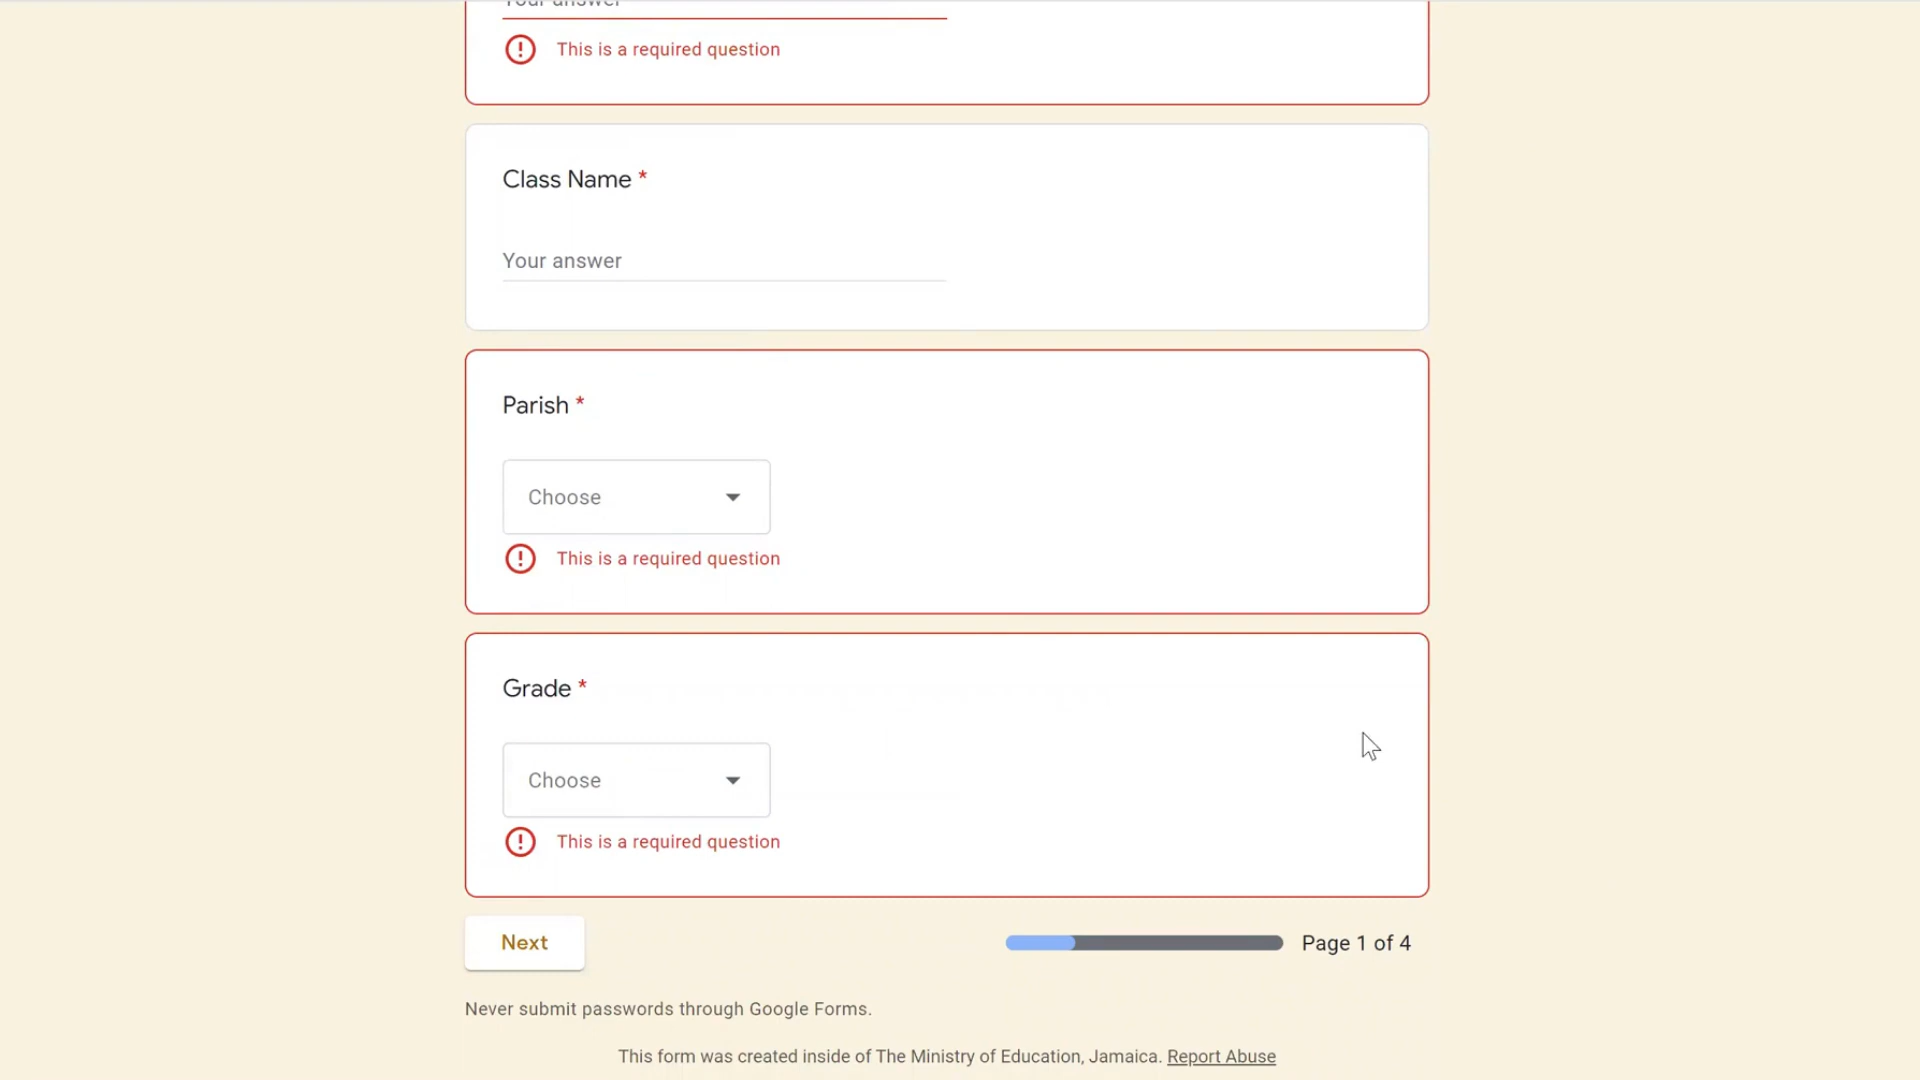 Your answer
This is a required question
Class Name *
Your answer
Parish *
Choose
This is a required question
Grade *
Choose
This is a required question
Next
Page 1 of 4
Never submit passwords through Google Forms.
This form was created inside of The Ministry of Education, Jamaica. Report Abuse